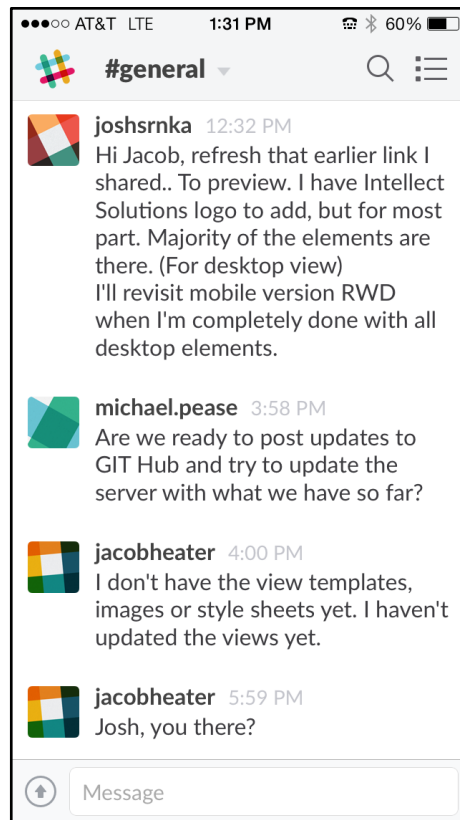 AT&T LTE 1:31 PM 60%
#general
joshsrnka 12:32 PM
Hi Jacob, refresh that earlier link I
shared.. To preview. I have Intellect
Solutions logo to add, but for most
part. Majority of the elements are
there. (For desktop view)
I'll revisit mobile version RWD
when I'm completely done with all
desktop elements.
michael.pease 3:58 PM
Are we ready to post updates to
GIT Hub and try to update the
server with what we have so far?
jacobheater 4:00 PM
I don't have the view templates,
images or style sheets yet. I haven't
updated the views yet.
jacobheater 5:59 PM
Josh, you there?
Message